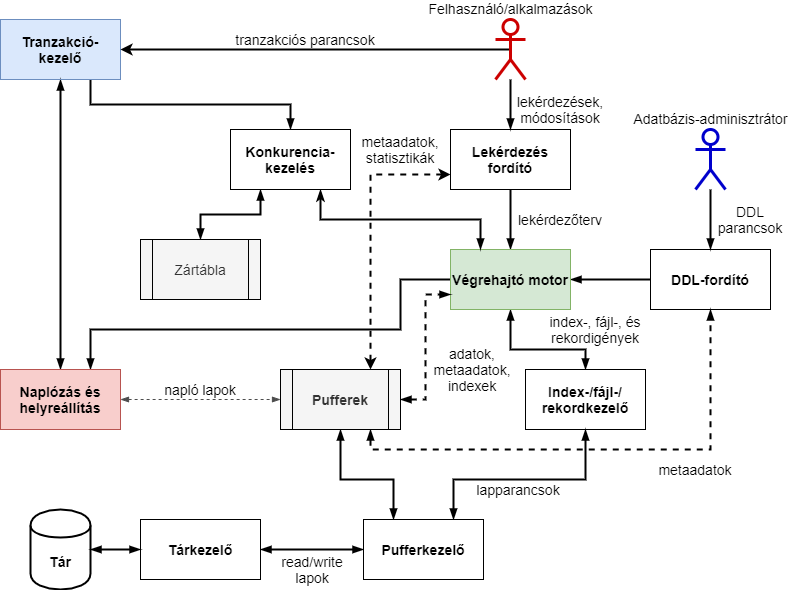 Felhasználó/alkalmazások
Tranzakció-
kezelő
tranzakciós parancsok
lekérdezések,
módosítások
Adatbázis-adminisztrátor
Konkurencia-
kezelés
metaadatok,
statisztikák
Lekérdezés
fordító
DDL
parancsok
lekérdezőterv
Zártábla
Végrehajtó motor
DDL-fordító
index-, fájl-, és
rekordigények
adatok,
metaadatok,
indexek
Naplózás és
helyreállítás
napló lapok
Pufferek
Index-/fájl-/
rekordkezelő
metaadatok
lapparancsok
Tár
Tárkezelő
read/write
lapok
Pufferkezelő